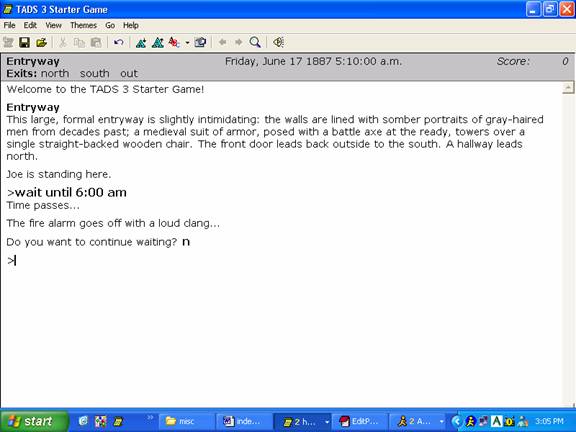 TADS 3 Starter Game
File Edit View Themes Go Help
Entryway Friday, June 17 1887 5:10:00 a.m. Score: 0
Exits: north south out
Welcome to the TADS 3 Starter Game!
Entryway
This large, formal entryway is slightly intimidating: the walls are lined with somber portraits of gray-haired
men from decades past; a medieval suit of armor, posed with a battle axe at the ready, towers over a
single straight-backed wooden chair. The front door leads back outside to the south. A hallway leads
north.
Joe is standing here.
>wait until 6:00 am
Time passes...
The fire alarm goes off with a loud clang...
Do you want to continue waiting? n
>
start misc inde... 2 h... EditP... 2 A... 3:05 PM